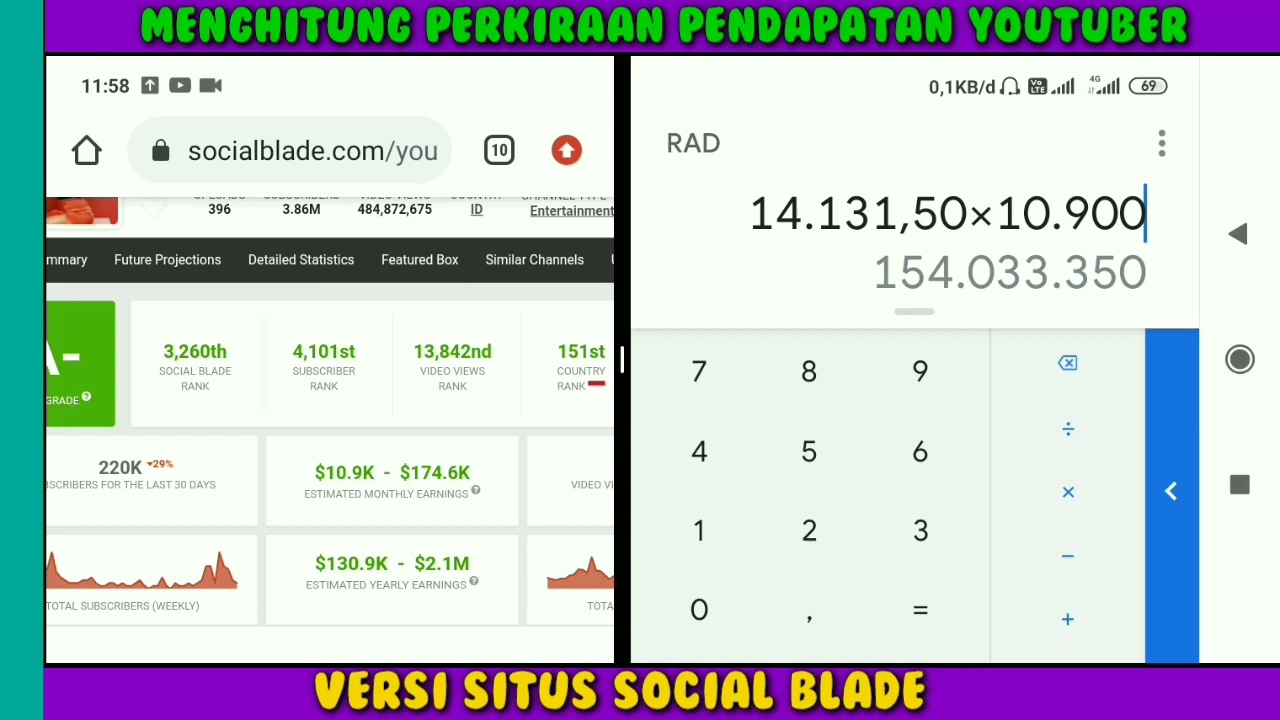 MENGHITUNG PERKIRAAN PENDAPATAN YOUTUBER
11:58
socialblade.com/you
10
396
3.86M
484,872,675
ID
Entertainment
mmary
Future Projections
Detailed Statistics
Featured Box
Similar Channels
A-
GRADE ?
3,260th
SOCIAL BLADE
RANK
4,101st
SUBSCRIBER
RANK
13,842nd
VIDEO VIEWS
RANK
151st
COUNTRY
RANK
220K 29%
SCRIBERS FOR THE LAST 30 DAYS
$10.9K - $174.6K
ESTIMATED MONTHLY EARNINGS ?
VIDEO VI
$130.9K - $2.1M
ESTIMATED YEARLY EARNINGS ?
TOTAL SUBSCRIBERS (WEEKLY)
TOTA
0,1KB/d
Vo
LTE
4G
69
RAD
14.131,50×10.900
154.033.350
7 8 9
÷
4 5 6
×
1 2 3
−
0 , =
+
VERSI SITUS SOCIAL BLADE